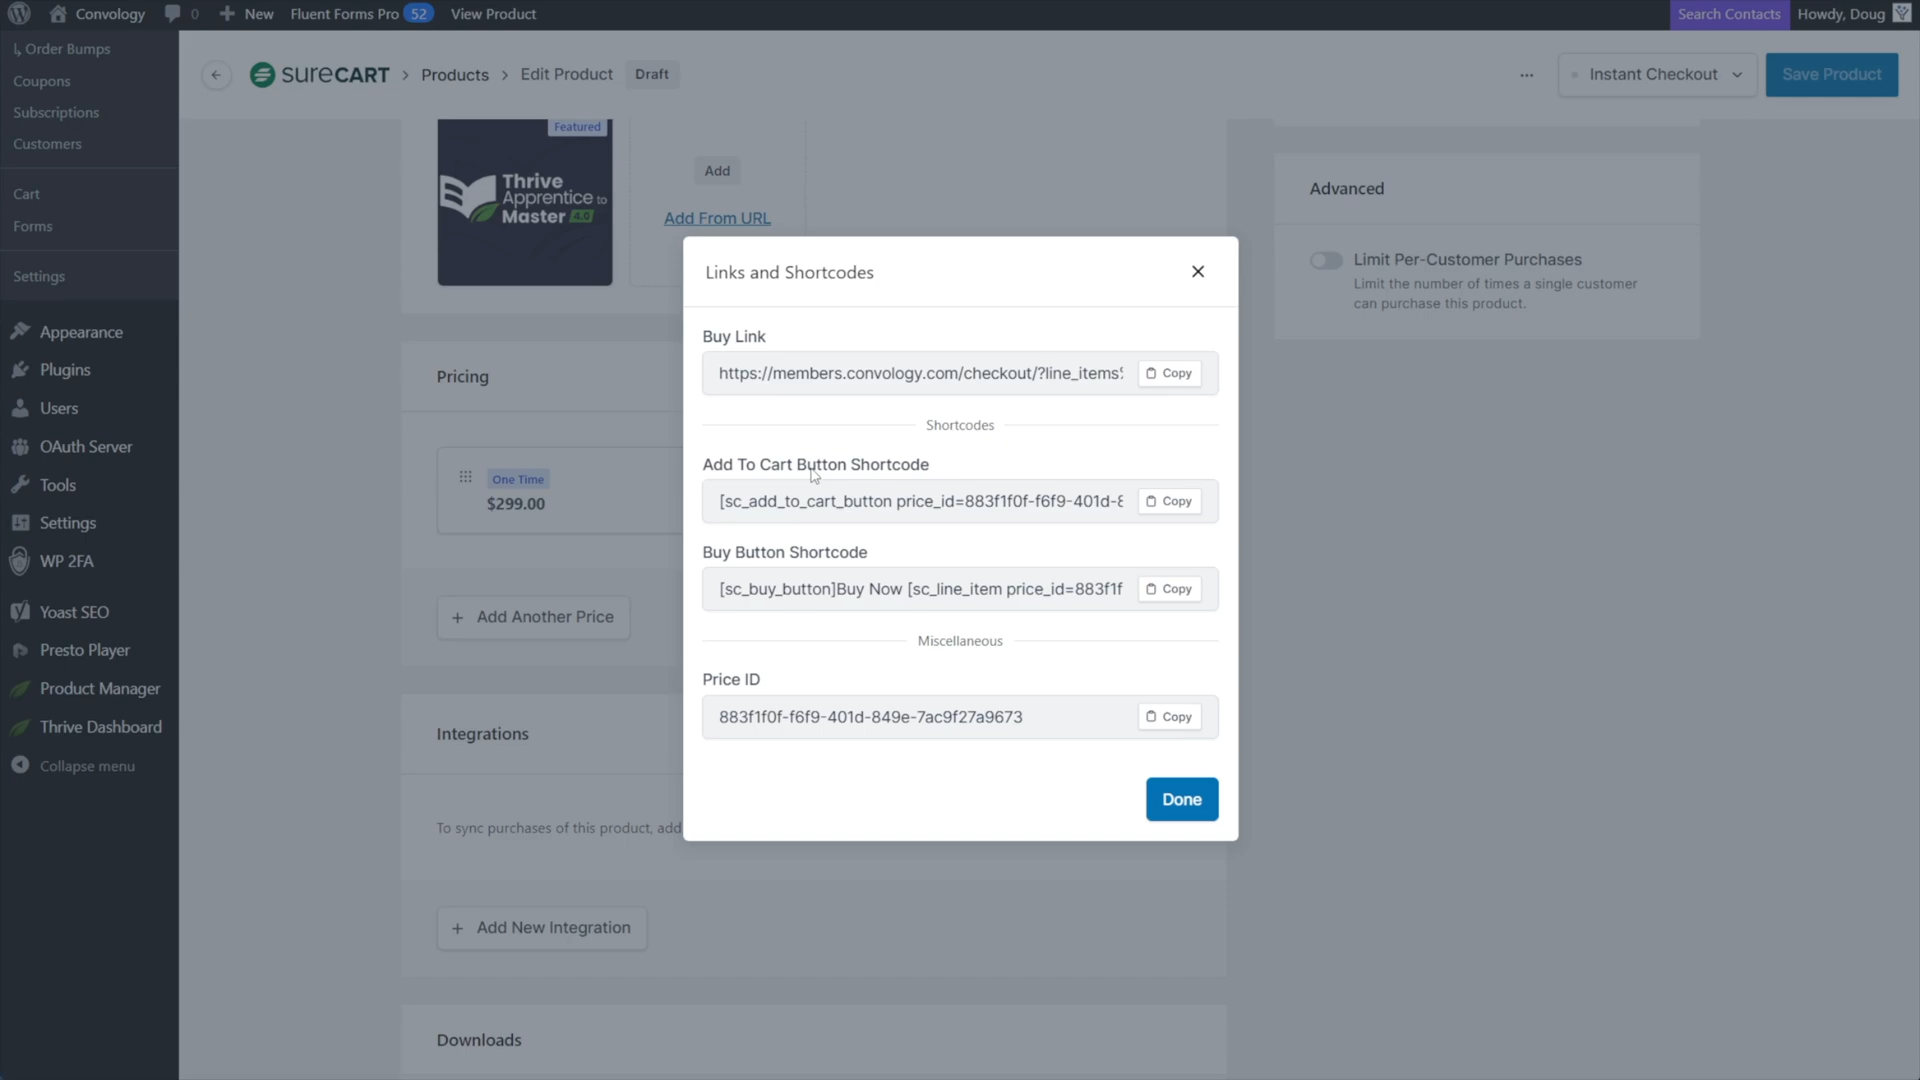 Convology
0
New
Fluent Forms Pro 52
View Product
Search Contacts
Howdy, Doug
↳ Order Bumps
Coupons
Subscriptions
Customers
Cart
Forms
Settings
Appearance
Plugins
Users
OAuth Server
Tools
Settings
WP 2FA
Yoast SEO
Presto Player
Product Manager
Thrive Dashboard
Collapse menu
SURECART > Products > Edit Product Draft
...
Instant Checkout
Save Product
Featured
Thrive
Apprentice to
Master 4.0
Add
Add From URL
Advanced
Limit Per-Customer Purchases
Limit the number of times a single customer
can purchase this product.
Pricing
One Time
$299.00
+ Add Another Price
Integrations
To sync purchases of this product, add
+ Add New Integration
Downloads
Links and Shortcodes
Buy Link
https://members.convology.com/checkout/?line_items%
Copy
Shortcodes
Add To Cart Button Shortcode
[sc_add_to_cart_button price_id=883f1f0f-f6f9-401d-8
Copy
Buy Button Shortcode
[sc_buy_button]Buy Now [sc_line_item price_id=883f1f
Copy
Miscellaneous
Price ID
883f1f0f-f6f9-401d-849e-7ac9f27a9673
Copy
Done